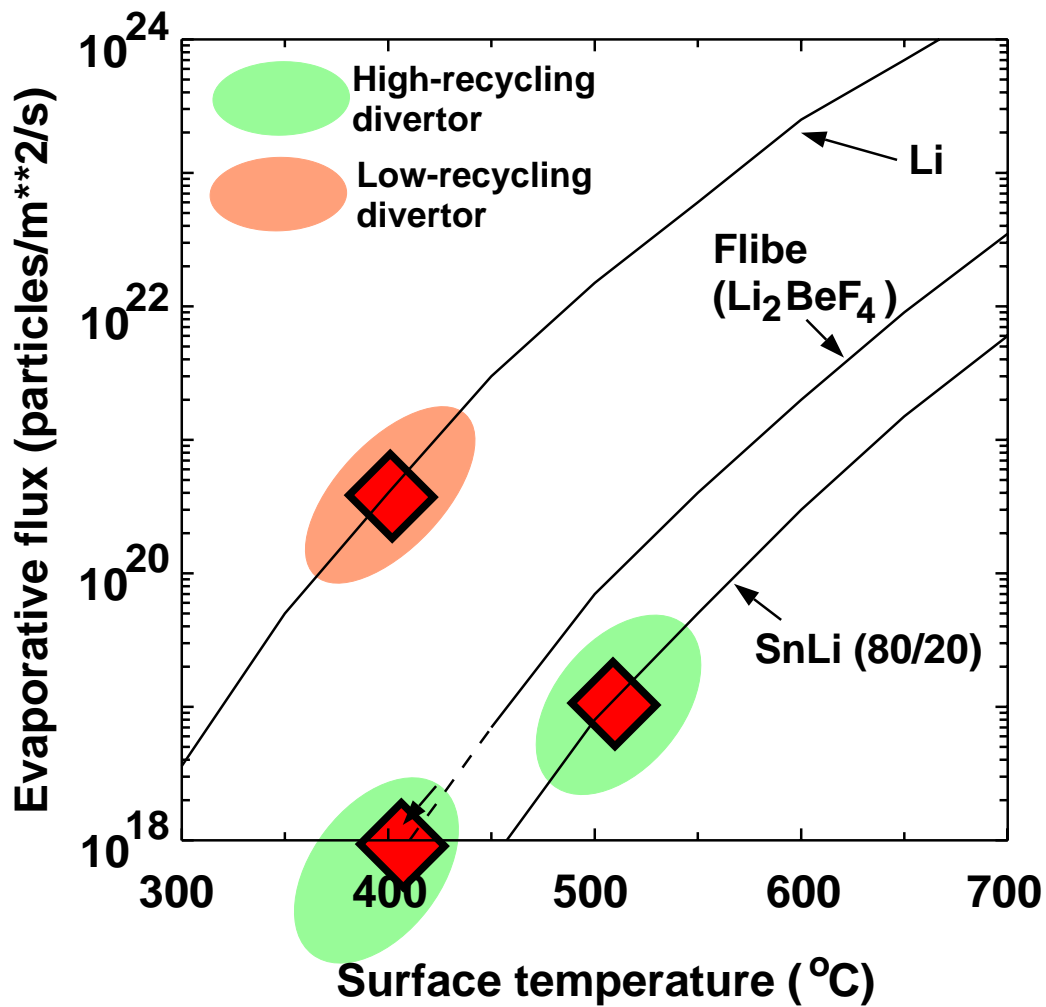 10^24
High-recycling
divertor
Low-recycling
divertor
Li
Flibe
(Li_2BeF_4)
10^22
10^20
SnLi (80/20)
10^18
300 400 500 600 700
Surface temperature (°C)
Evaporative flux (particles/m**2/s)